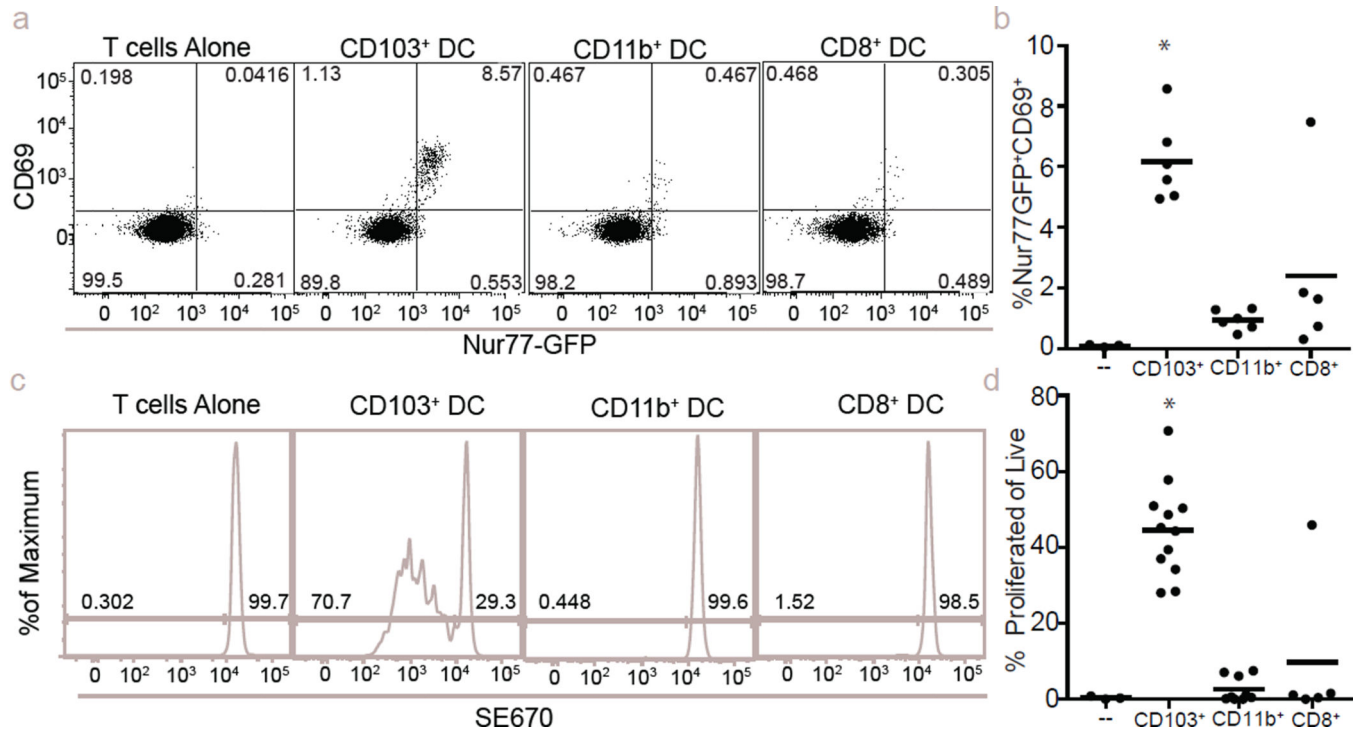 a
T cells Alone
CD103⁺ DC
CD11b⁺ DC
CD8⁺ DC
CD69
10⁵
10⁴
10³
0
0.198
0.0416
99.5
0.281
1.13
8.57
89.8
0.553
0.467
0.467
98.2
0.893
0.468
0.305
98.7
0.489
0 10² 10³ 10⁴ 10⁵
0 10² 10³ 10⁴ 10⁵
0 10² 10³ 10⁴ 10⁵
0 10² 10³ 10⁴ 10⁵
Nur77-GFP
b
%Nur77GFP⁺CD69⁺
10
8
6
4
2
0
*
-- CD103⁺ CD11b⁺ CD8⁺
c
T cells Alone
CD103⁺ DC
CD11b⁺ DC
CD8⁺ DC
%of Maximum
0.302 99.7
70.7 29.3
0.448 99.6
1.52 98.5
0 10² 10³ 10⁴ 10⁵
0 10² 10³ 10⁴ 10⁵
0 10² 10³ 10⁴ 10⁵
0 10² 10³ 10⁴ 10⁵
SE670
d
% Proliferated of Live
80
60
40
20
0
*
-- CD103⁺ CD11b⁺ CD8⁺